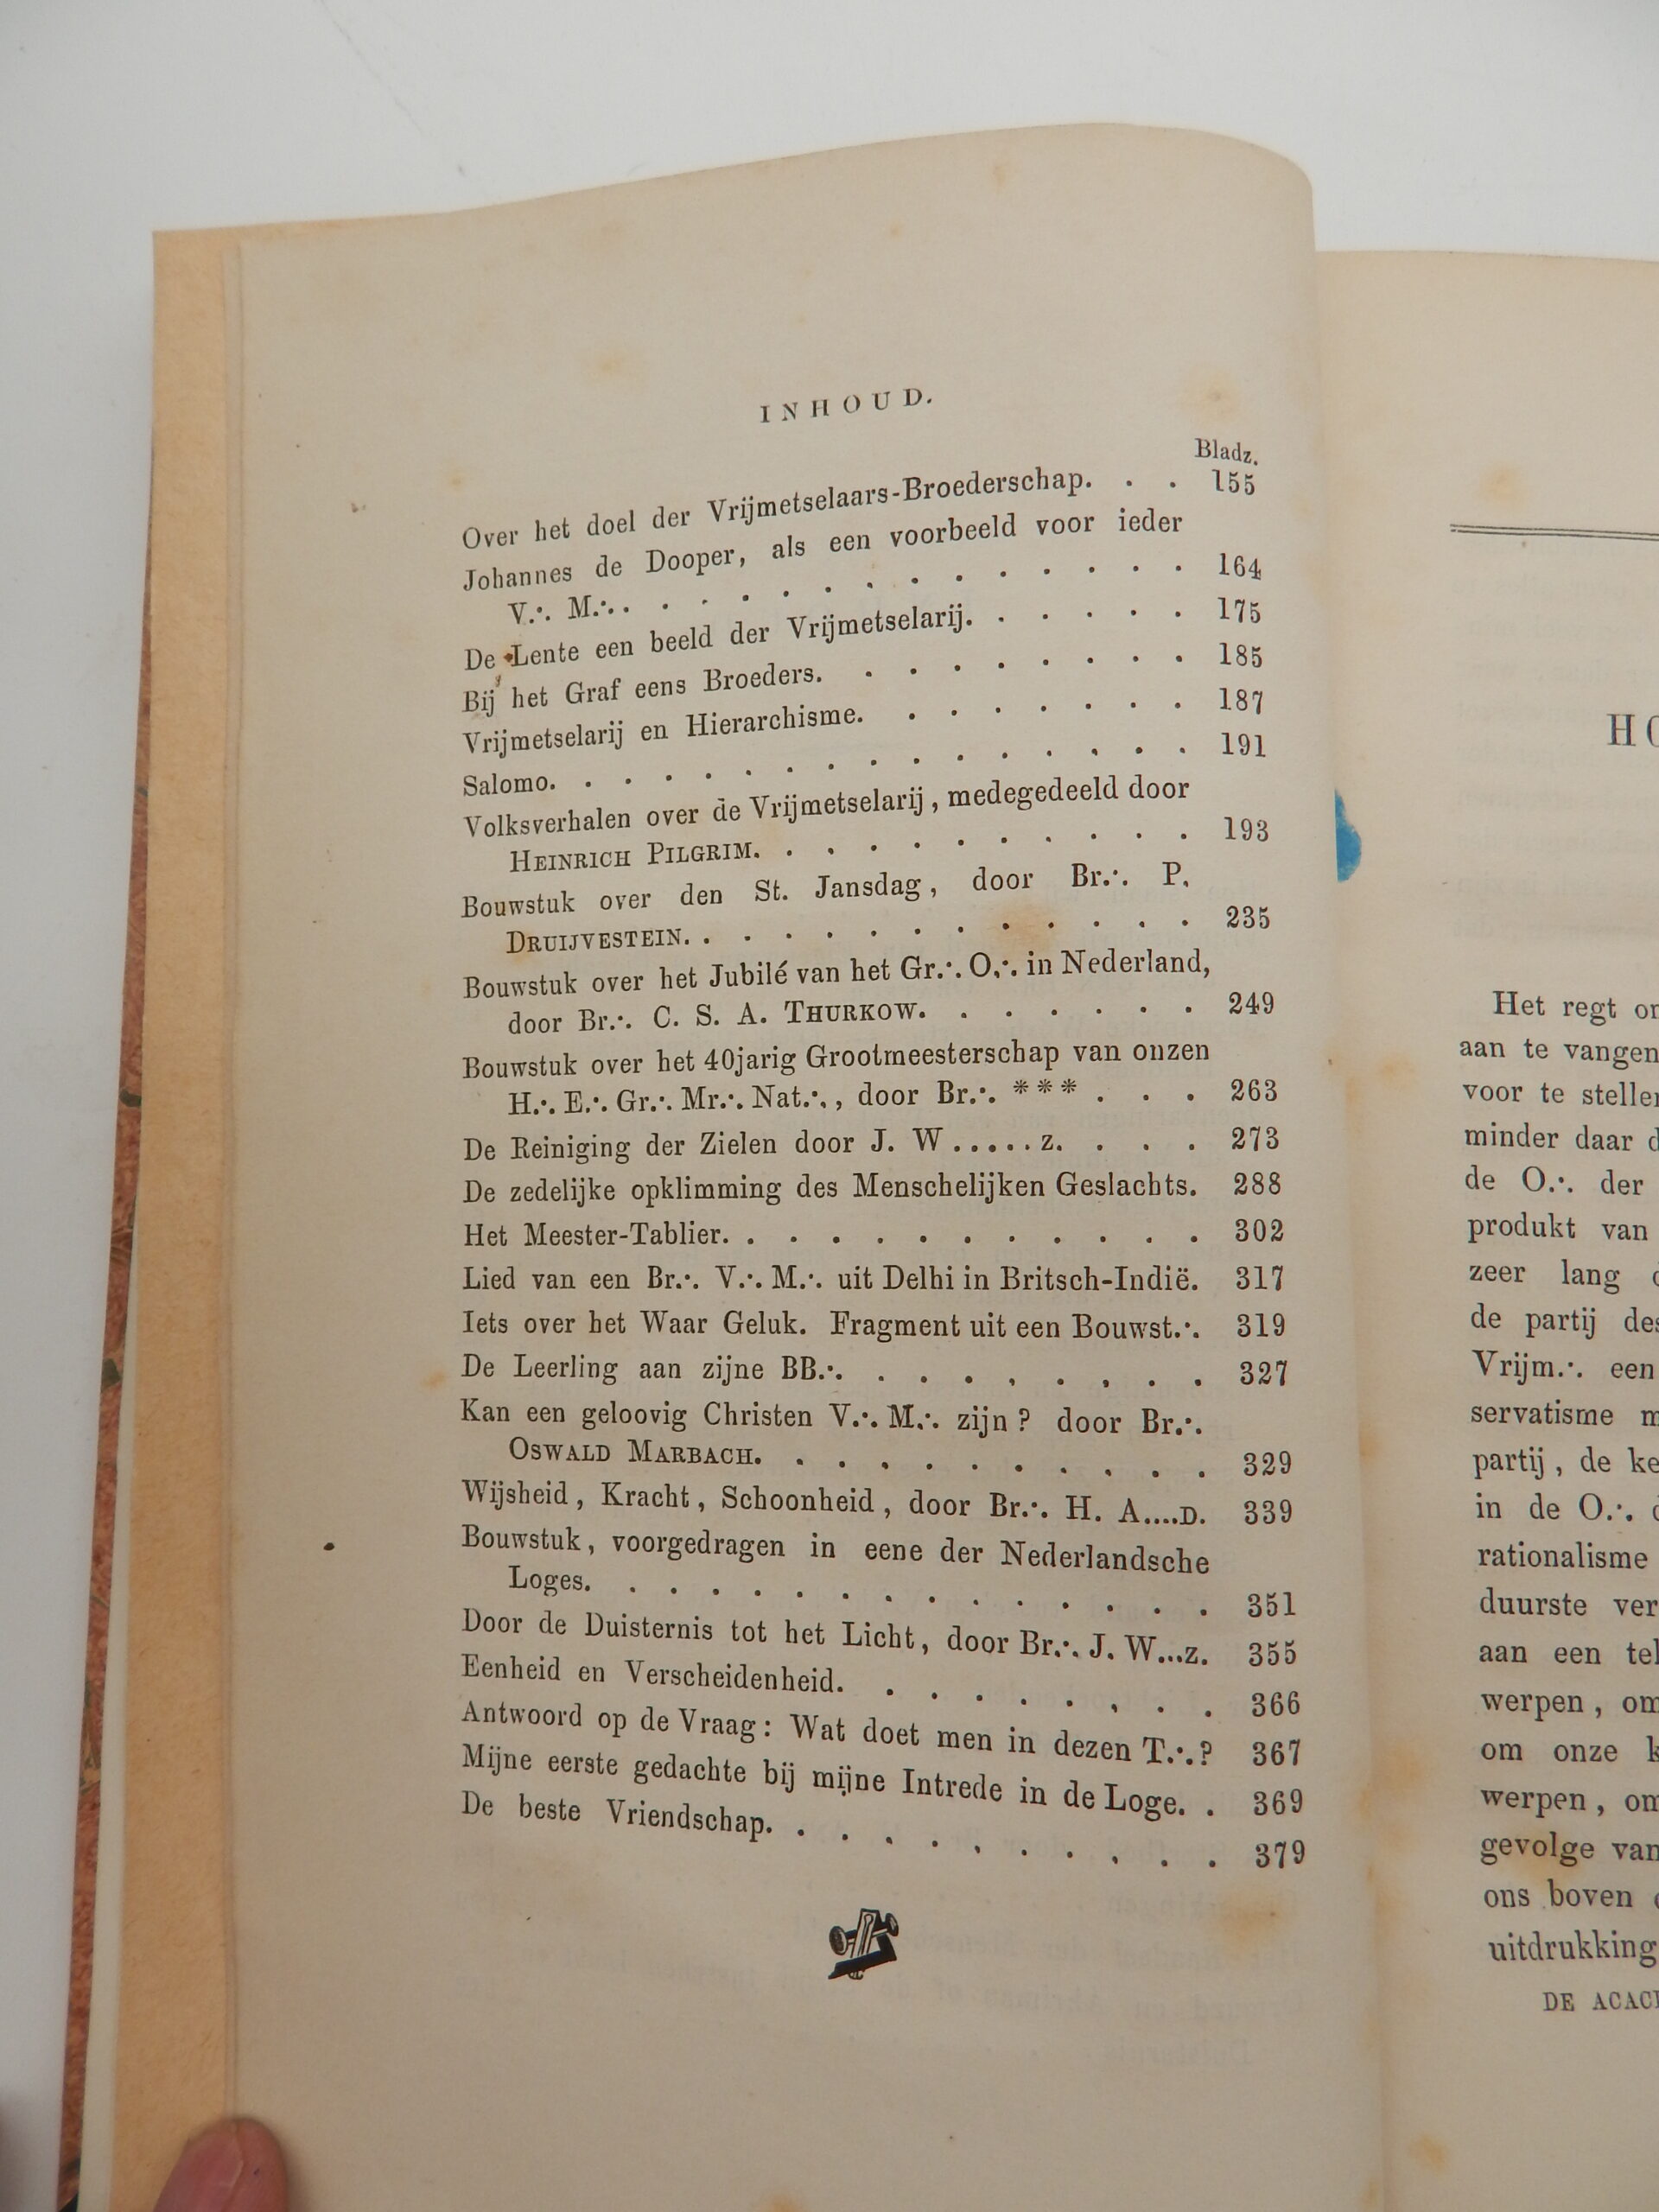 INHOUD.
Bladz.
Over het doel der Vrijmetselaars-Broederschap. . . 155
Johannes de Dooper, als een voorbeeld voor ieder
V.·. M.·. . . . . . . . . . . . . . . 164
De Lente een beeld der Vrijmetselarij. . . . . . 175
Bij het Graf eens Broeders. . . . . . . . . 185
Vrijmetselarij en Hierarchisme. . . . . . . . 187
Salomo. . . . . . . . . . . . . . . . 191
Volksverhalen over de Vrijmetselarij, medegedeeld door
HEINRICH PILGRIM. . . . . . . . . . . 193
Bouwstuk over den St. Jansdag, door Br.·. P.
DRUIJVESTEIN. . . . . . . . . . . . . 235
Bouwstuk over het Jubilé van het Gr.·. O.·. in Nederland,
door Br.·. C. S. A. THURKOW. . . . . . . 249
Bouwstuk over het 40jarig Grootmeesterschap van onzen
H.·. E.·. Gr.·. Mr.·. Nat.·., door Br.·. *** . . . 263
De Reiniging der Zielen door J. W.....z. . . . 273
De zedelijke opklimming des Menschelijken Geslachts. 288
Het Meester-Tablier. . . . . . . . . . . . 302
Lied van een Br.·. V.·. M.·. uit Delhi in Britsch-Indië. 317
Iets over het Waar Geluk. Fragment uit een Bouwst.·. 319
De Leerling aan zijne BB.·. . . . . . . . . 327
Kan een geloovig Christen V.·. M.·. zijn? door Br.·.
OSWALD MARBACH. . . . . . . . . . . 329
Wijsheid, Kracht, Schoonheid, door Br.·. H. A....D. 339
Bouwstuk, voorgedragen in eene der Nederlandsche
Loges. . . . . . . . . . . . . . . 351
Door de Duisternis tot het Licht, door Br.·. J. W...z. 355
Eenheid en Verscheidenheid. . . . . . . . . 366
Antwoord op de Vraag: Wat doet men in dezen T.·.? 367
Mijne eerste gedachte bij mijne Intrede in de Loge. . 369
De beste Vriendschap. . . . . . . . . . . 379
Het regt
aan te vangen
voor te
minder daar
de O.·. der
produkt van
zeer lang
de partij
Vrijm.·. een
servatisme
partij, de
in de O.·.
rationalisme
duurste
aan een
werpen,
om onze
werpen,
gevolge
ons boven
uitdrukking
DE